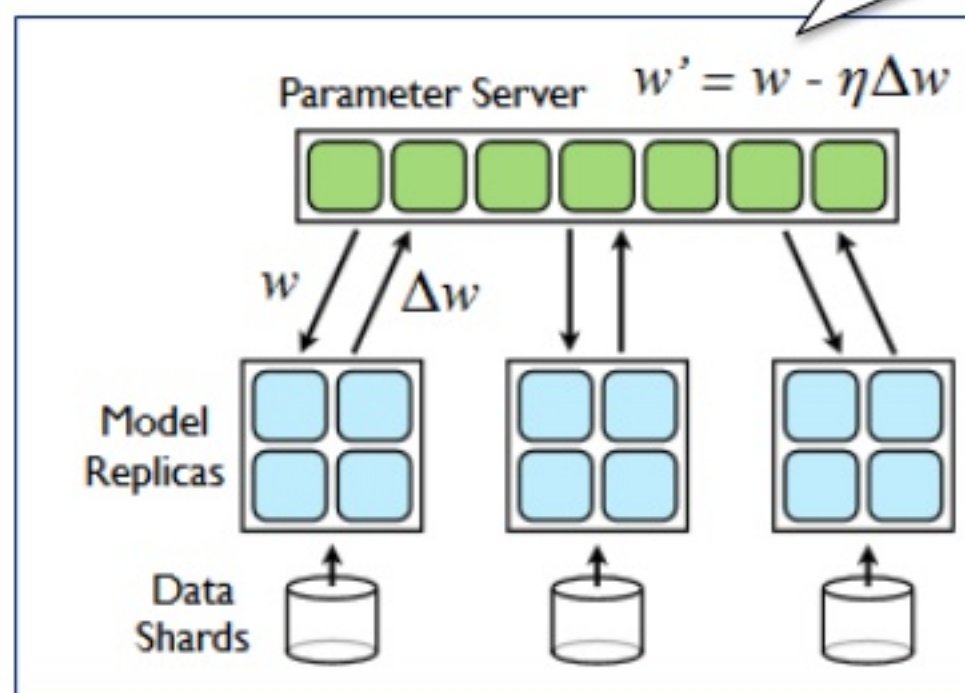 Parameter Server w’ = w - ηΔw
w
Δw
Model
Replicas
Data
Shards